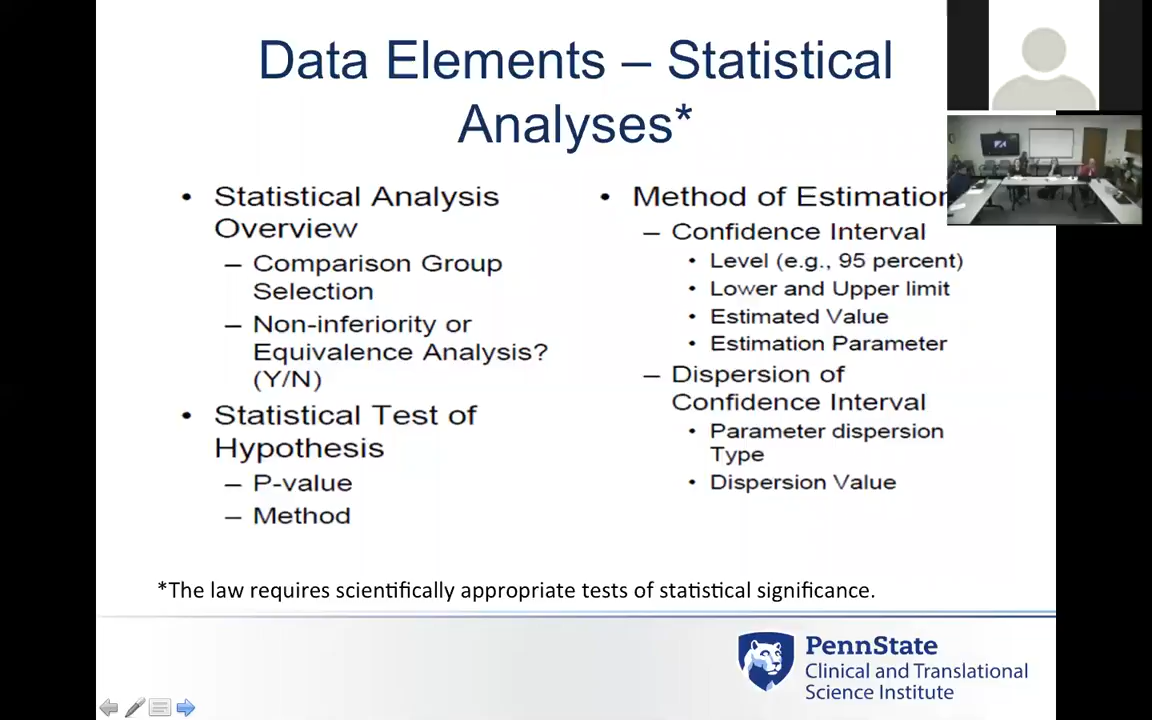 Data Elements – Statistical
Analyses*
• Statistical Analysis
Overview
– Comparison Group
Selection
– Non-inferiority or
Equivalence Analysis?
(Y/N)
• Statistical Test of
Hypothesis
– P-value
– Method
• Method of Estimation
– Confidence Interval
• Level (e.g., 95 percent)
• Lower and Upper limit
• Estimated Value
• Estimation Parameter
– Dispersion of
Confidence Interval
• Parameter dispersion
Type
• Dispersion Value
*The law requires scientifically appropriate tests of statistical significance.
PennState
Clinical and Translational
Science Institute